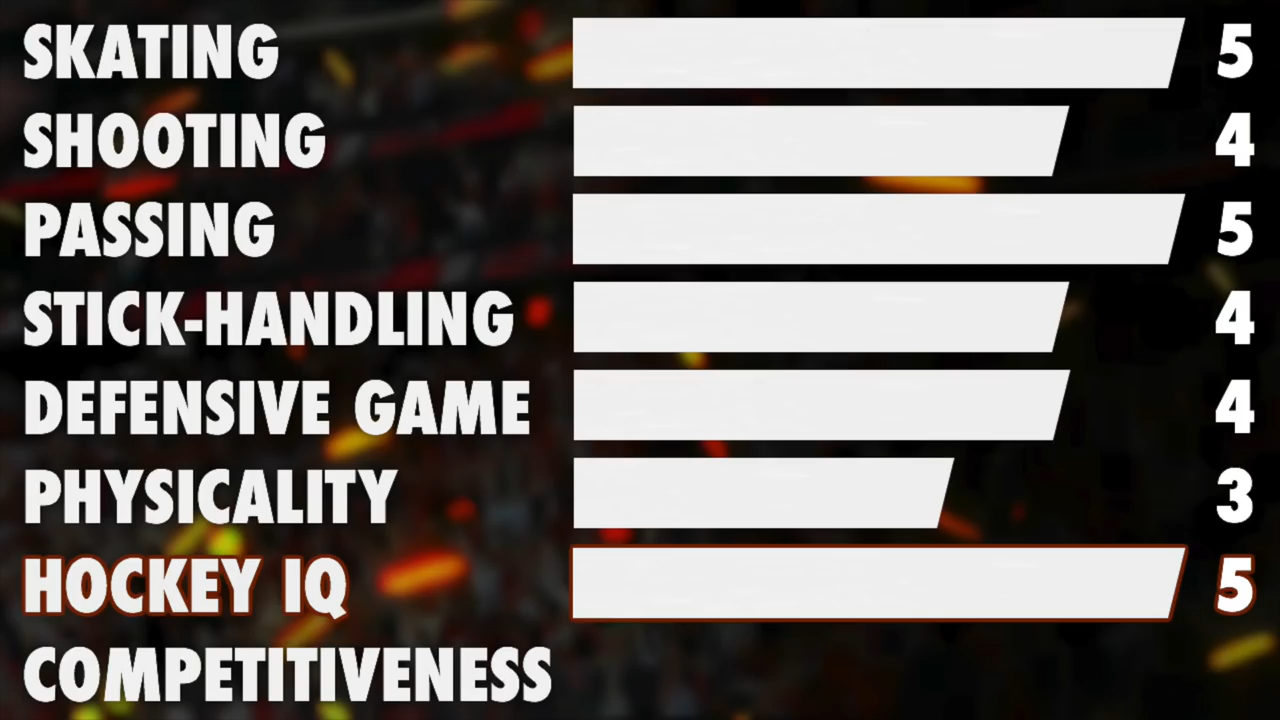 SKATING 5
SHOOTING 4
PASSING 5
STICK-HANDLING 4
DEFENSIVE GAME 4
PHYSICALITY 3
HOCKEY IQ 5
COMPETITIVENESS